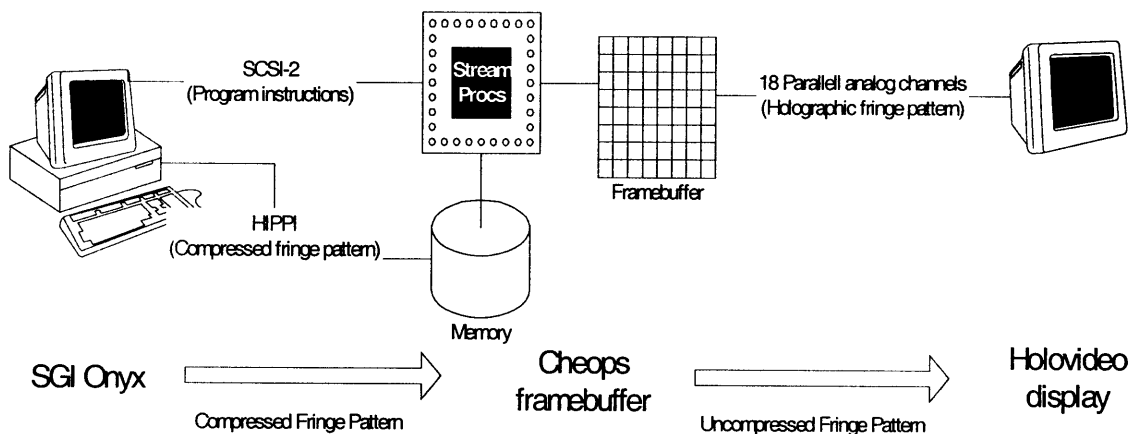 SCSI-2
(Program instructions)
Stream
Procs
18 Parallell analog channels
(Holographic fringe pattern)
Framebuffer
HIPPI
(Compressed fringe pattern)
Memory
SGI Onyx
Compressed Fringe Pattern
Cheops
framebuffer
Uncompressed Fringe Pattern
Holovideo
display